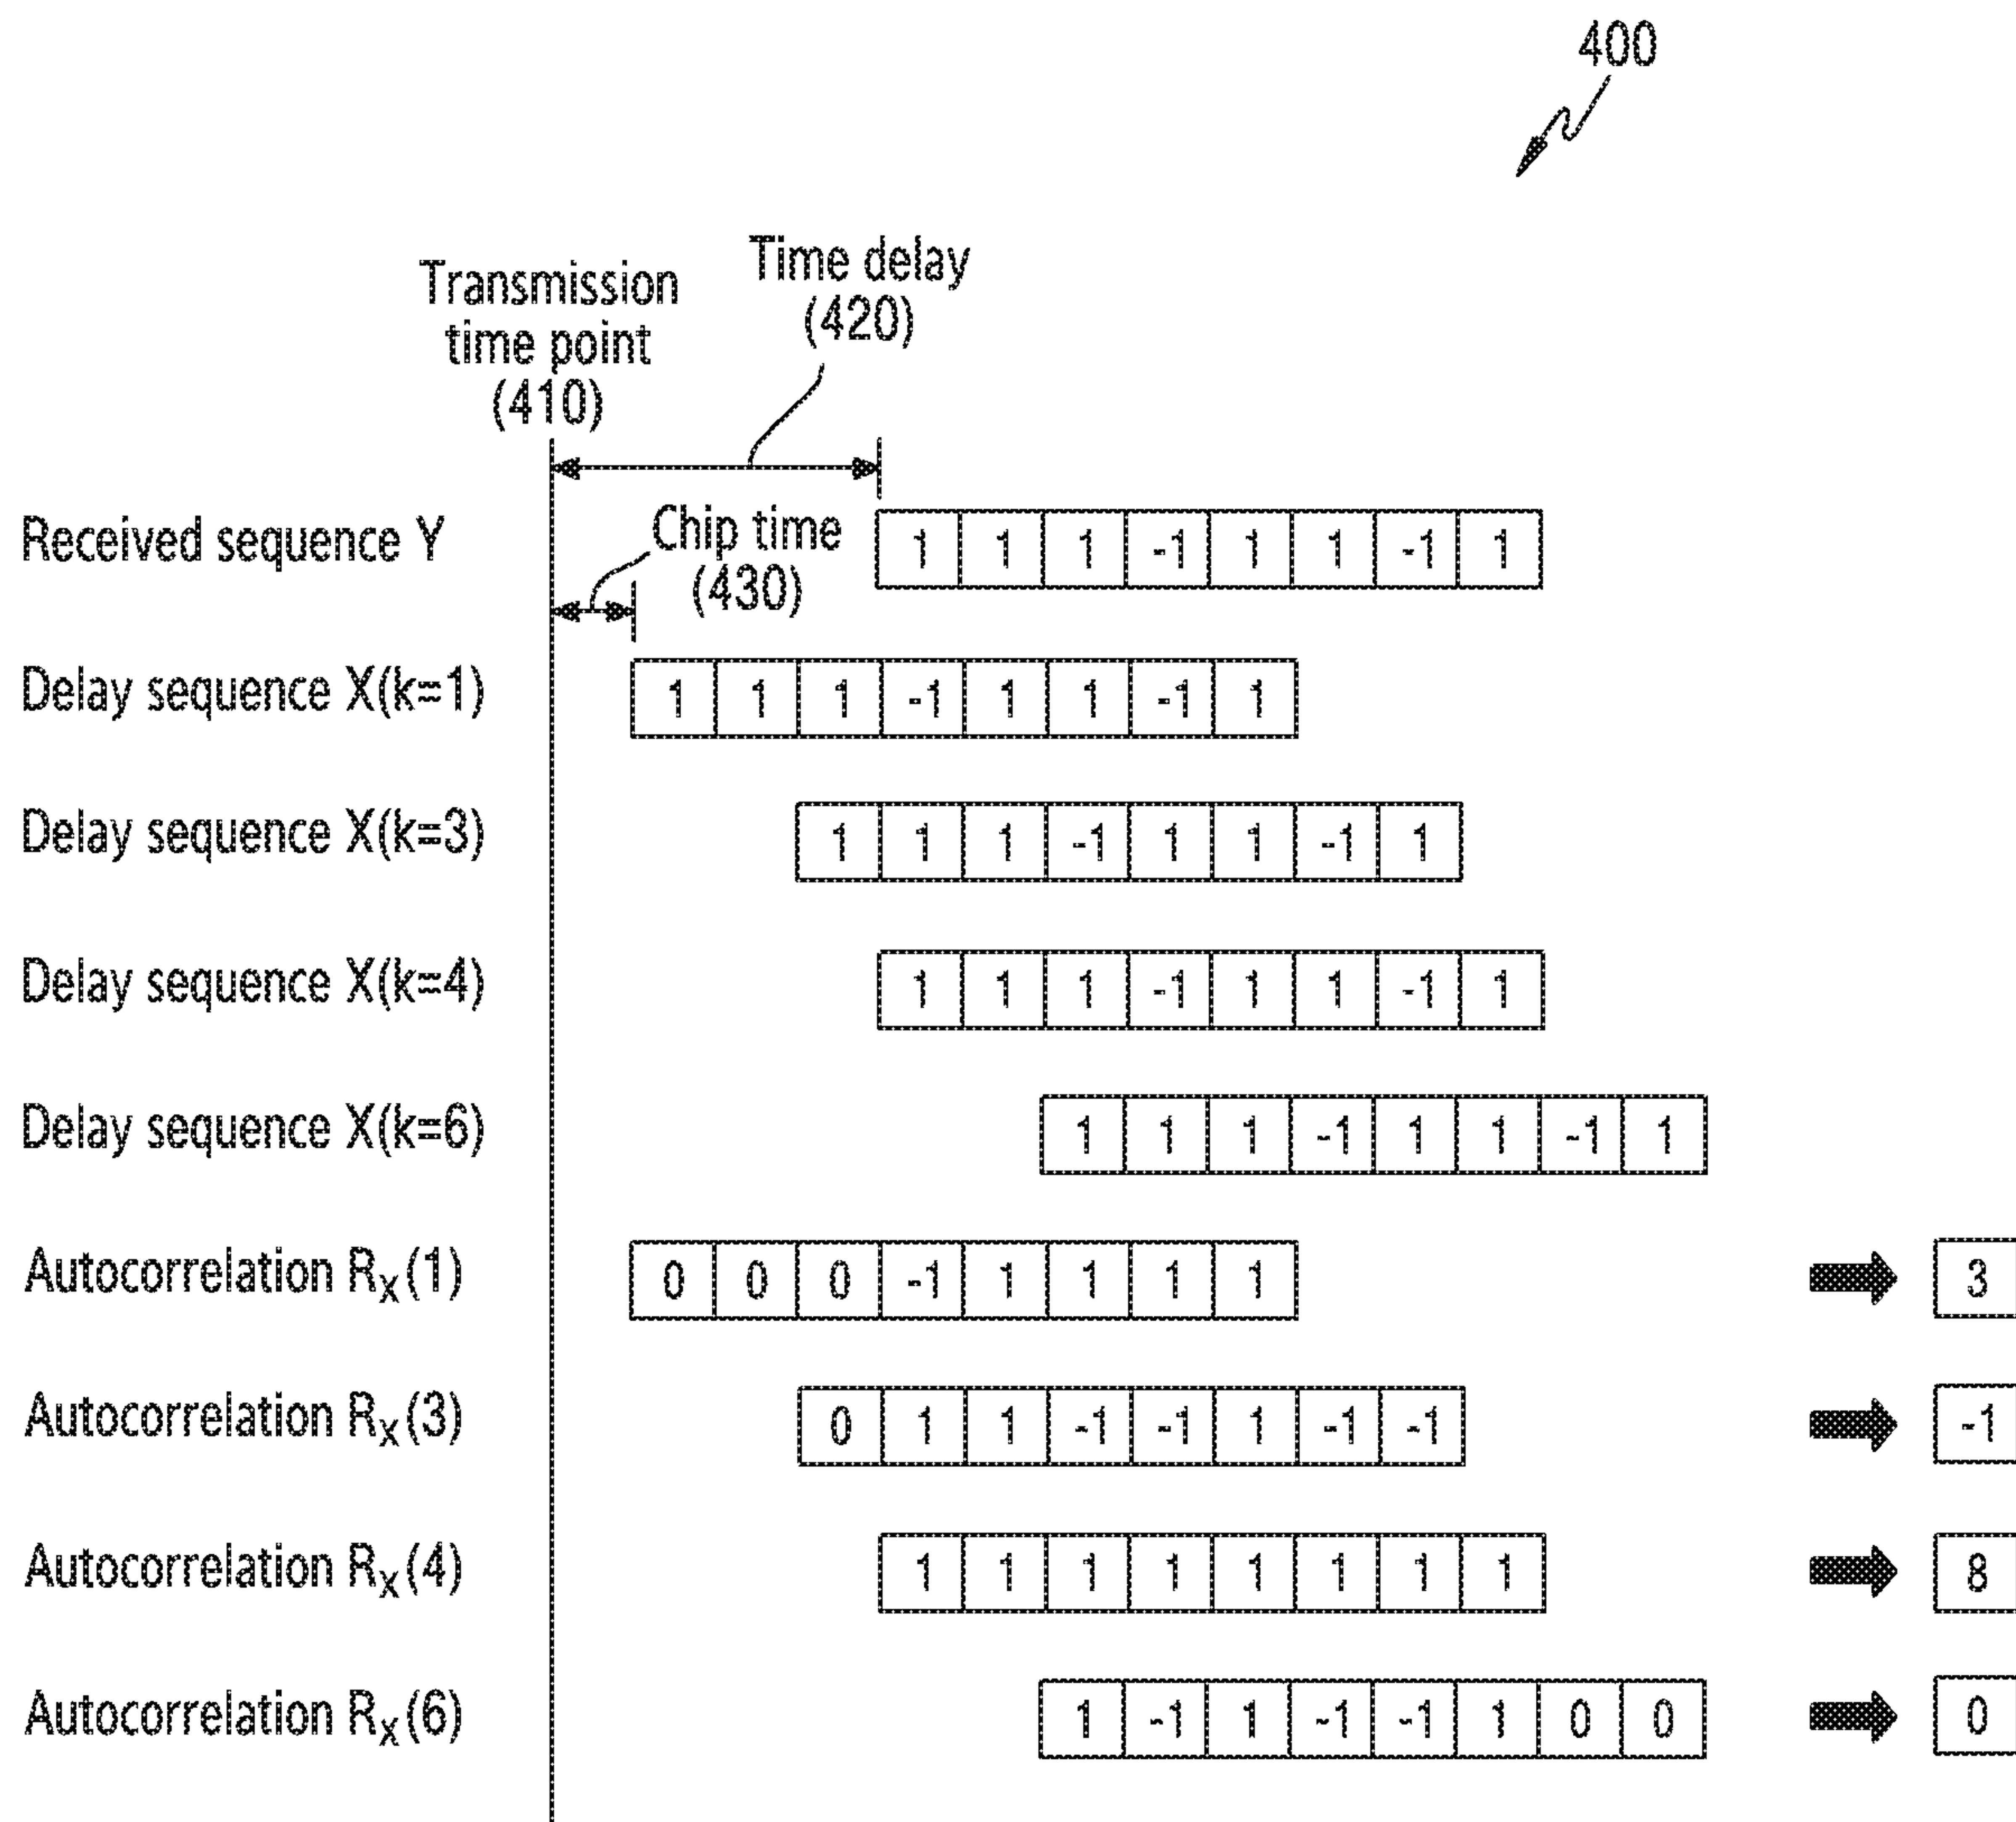 400
Transmission
time point
(410)
Time delay
(420)
Received sequence Y
1 1 1 -1 1 1 -1 1
Chip time
(430)
Delay sequence X(k=1)
1 1 1 -1 1 1 -1 1
Delay sequence X(k=3)
1 1 1 -1 1 1 -1 1
Delay sequence X(k=4)
1 1 1 -1 1 1 -1 1
Delay sequence X(k=6)
1 1 1 -1 1 1 -1 1
Autocorrelation RX(1)
0 0 0 -1 1 1 1 1 3
Autocorrelation RX(3)
0 1 1 -1 -1 1 -1 -1 -1
Autocorrelation RX(4)
1 1 1 1 1 1 1 1 8
Autocorrelation RX(6)
1 -1 1 -1 -1 1 0 0 0